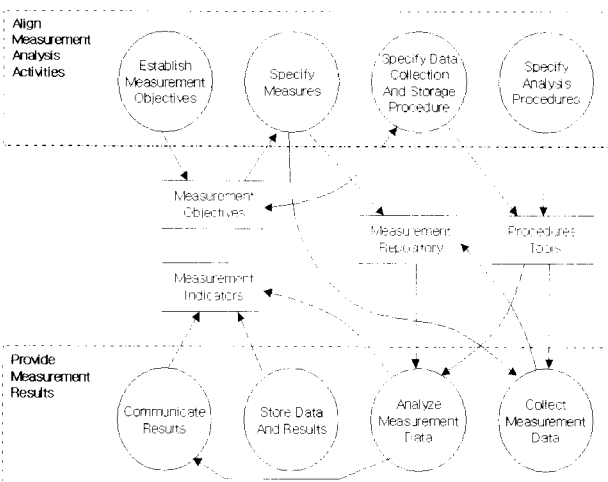 Align
Measurement
Analysis
Activities
Establish
Measurement
Objectives
Specify
Measures
Specify Data
Collection
And Storage
Procedure
Specify
Analysis
Procedures
Measurement
Objectives
Measurement
Repository
Procedures
Tools
Measurement
Indicators
Provide
Measurement
Results
Communicate
Results
Store Data
And Results
Analyze
Measurement
Data
Collect
Measurement
Data